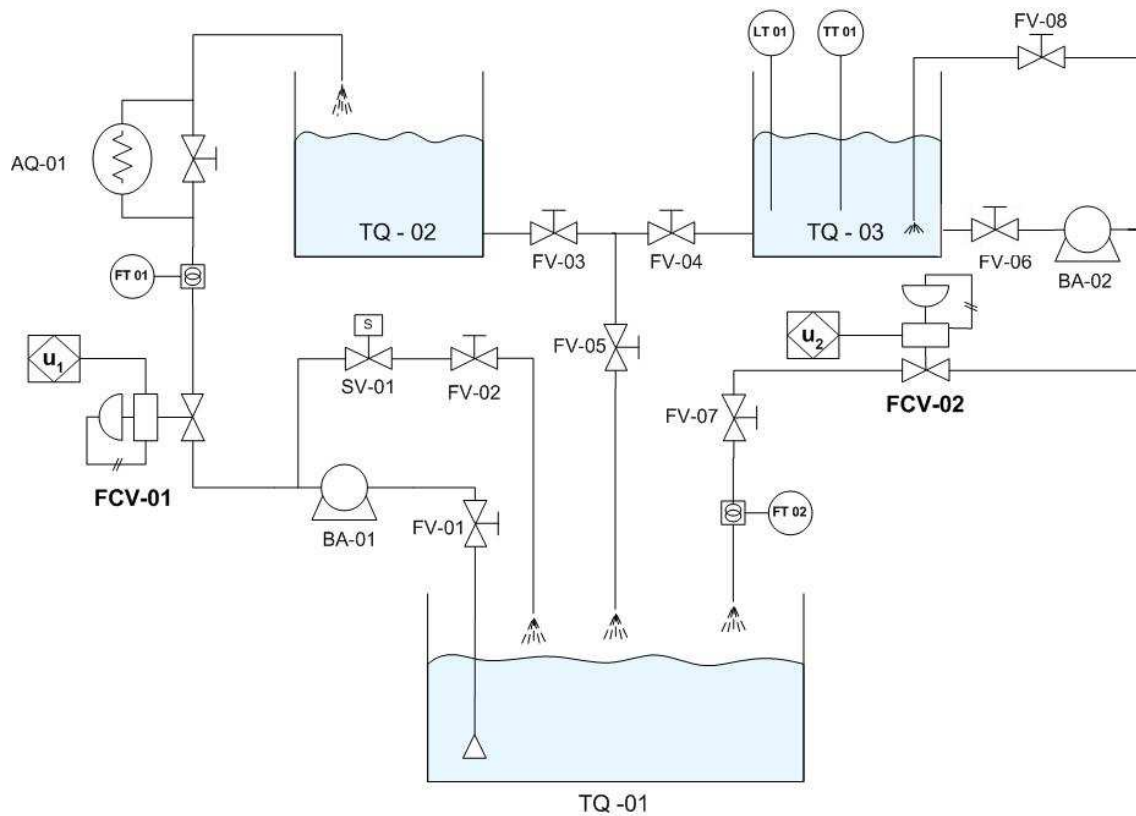 FV-08
LT 01
TT 01
AQ-01
TQ - 02
TQ - 03
FV-03
FV-04
FV-06
BA-02
FT 01
S
u1
SV-01
FV-02
FV-05
u2
FCV-02
FV-07
FCV-01
BA-01
FV-01
FT 02
TQ -01